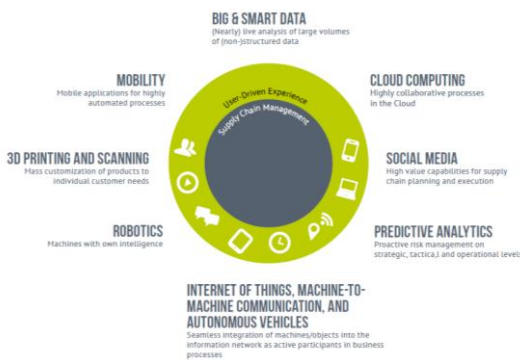 BIG & SMART DATA
(Nearly) live analysis of large volumes
of (non-)structured data
MOBILITY
Mobile applications for highly
automated processes
CLOUD COMPUTING
Highly collaborative processes
in the Cloud
User-Driven Experience
Supply Chain Management
3D PRINTING AND SCANNING
Mass customization of products to
individual customer needs
SOCIAL MEDIA
High value capabilities for supply
chain planning and execution
ROBOTICS
Machines with own intelligence
PREDICTIVE ANALYTICS
Proactive risk management on
strategic, tactica,l and operational levels
INTERNET OF THINGS, MACHINE-TO-
MACHINE COMMUNICATION, AND
AUTONOMOUS VEHICLES
Seamless integration of machines/objects into the
information network as active participants in business
processes